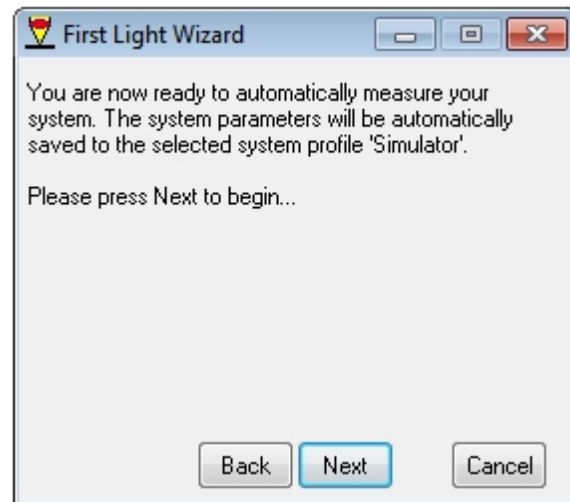 First Light Wizard
You are now ready to automatically measure your
system. The system parameters will be automatically
saved to the selected system profile 'Simulator'.
Please press Next to begin...
Back Next Cancel